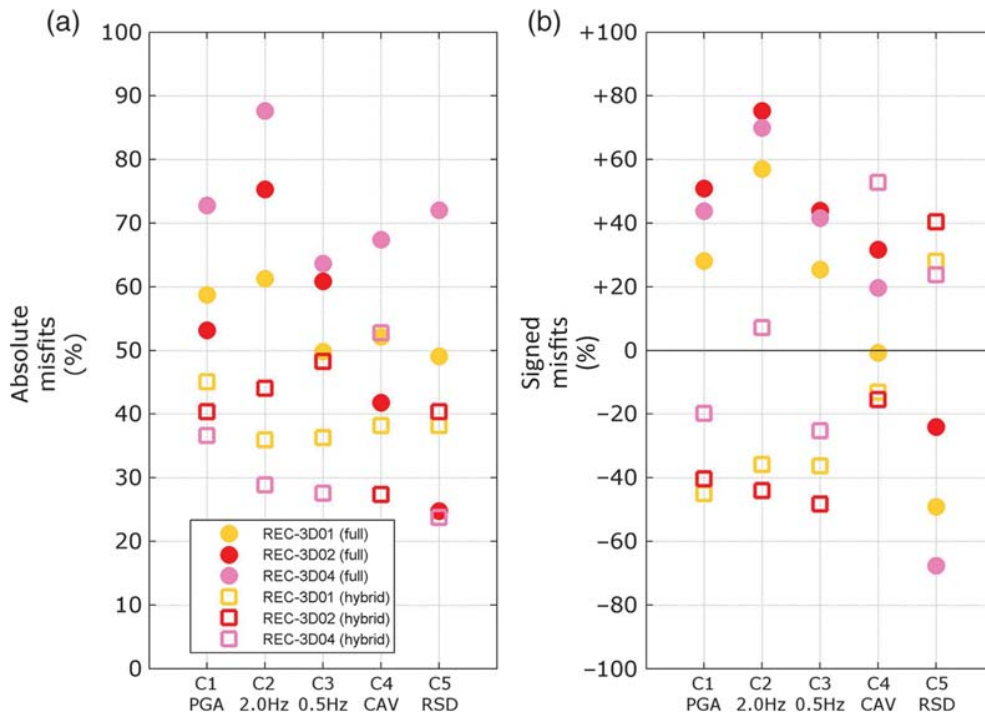 (a)
100
90
80
70
60
50
40
30
20
10
0
Absolute
misfits
(%)
REC-3D01 (full)
REC-3D02 (full)
REC-3D04 (full)
REC-3D01 (hybrid)
REC-3D02 (hybrid)
REC-3D04 (hybrid)
C1 C2 C3 C4 C5
PGA 2.0Hz 0.5Hz CAV RSD
(b)
+100
+80
+60
+40
+20
0
−20
−40
−60
−80
−100
Signed
misfits
(%)
C1 C2 C3 C4 C5
PGA 2.0Hz 0.5Hz CAV RSD